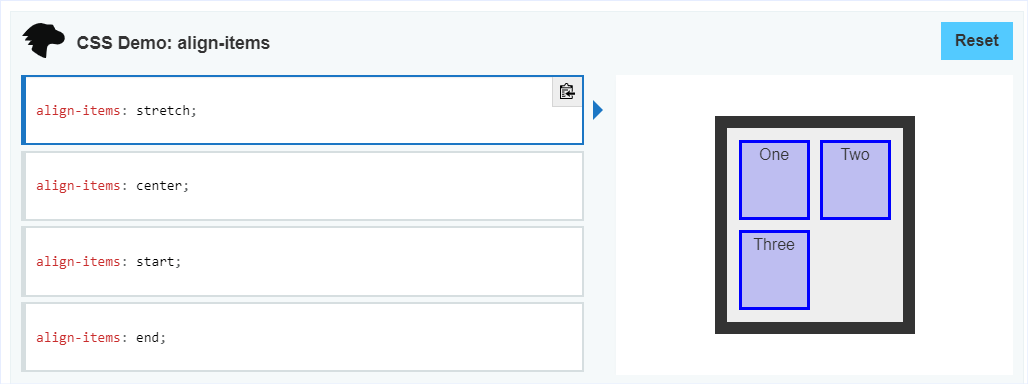 CSS Demo: align-items
Reset
align-items: stretch;
align-items: center;
align-items: start;
align-items: end;
One Two
Three